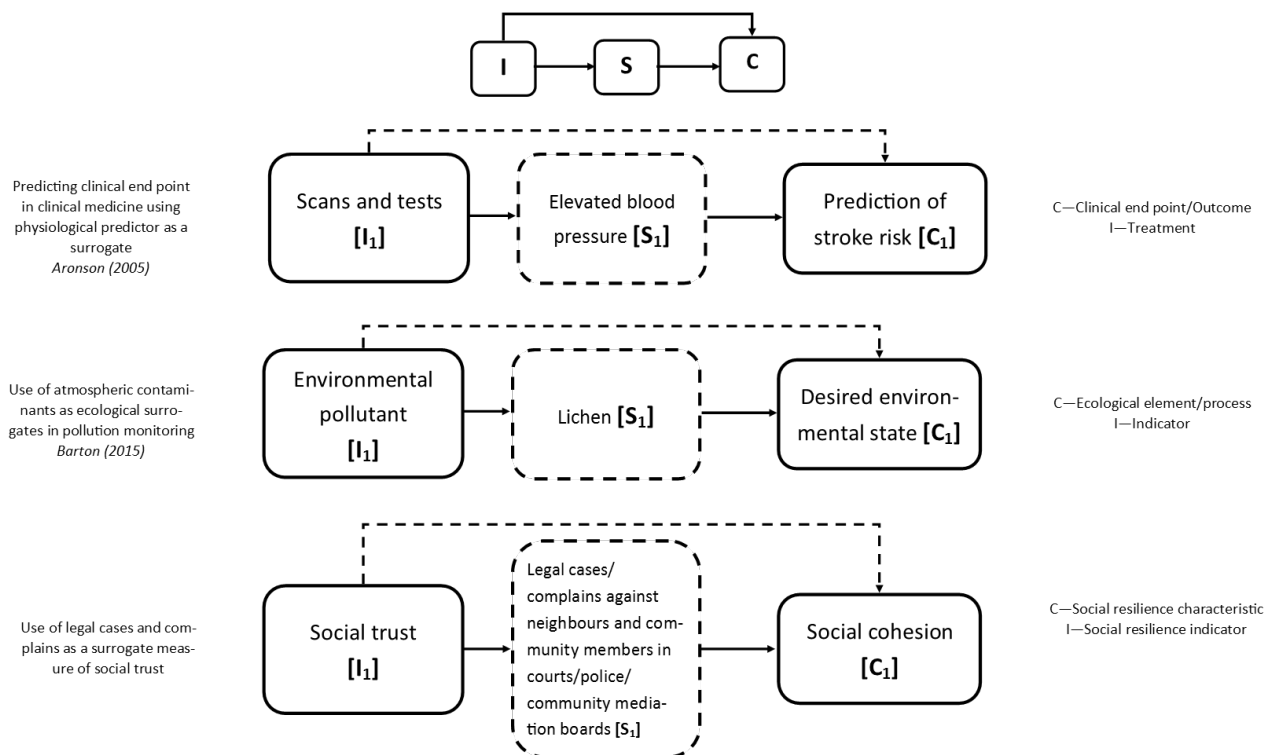 I
S
C
Predicting clinical end point
in clinical medicine using
physiological predictor as a
surrogate
Aronson (2005)
Scans and tests
[I₁]
Elevated blood
pressure [S₁]
Prediction of
stroke risk [C₁]
C—Clinical end point/Outcome
I—Treatment
Use of atmospheric contami-
nants as ecological surro-
gates in pollution monitoring
Barton (2015)
Environmental
pollutant
[I₁]
Lichen [S₁]
Desired environ-
mental state [C₁]
C—Ecological element/process
I—Indicator
Use of legal cases and com-
plains as a surrogate meas-
ure of social trust
Social trust
[I₁]
Legal cases/
complains against
neighbours and com-
munity members in
courts/police/
community media-
tion boards [S₁]
Social cohesion
[C₁]
C—Social resilience characteristic
I—Social resilience indicator